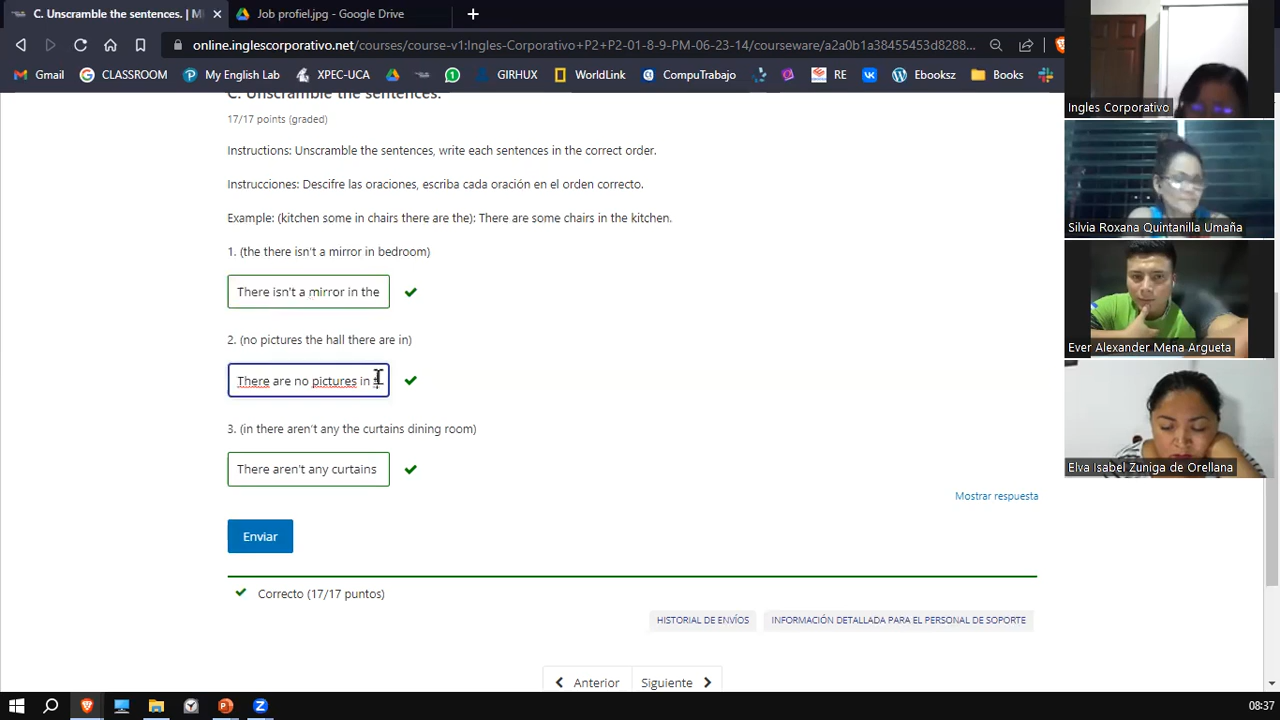 C. Unscramble the sentences. | Mi
Job profiel.jpg - Google Drive
online.inglescorporativo.net/courses/course-v1:Ingles-Corporativo+P2+P2-01-8-9-PM-06-23-14/courseware/a2a0b1a38455453d8288...
Gmail
CLASSROOM
My English Lab
XPEC-UCA
GIRHUX
WorldLink
CompuTrabajo
RE
WordPress
Ebooksz
Books
C. Unscramble the sentences.
17/17 points (graded)
Instructions: Unscramble the sentences, write each sentences in the correct order.
Instrucciones: Descifre las oraciones, escriba cada oración en el orden correcto.
Example: (kitchen some in chairs there are the): There are some chairs in the kitchen.
1. (the there isn't a mirror in bedroom)
There isn't a mirror in the
2. (no pictures the hall there are in)
There are no pictures in
3. (in there aren't any the curtains dining room)
There aren't any curtains
Mostrar respuesta
Enviar
Correcto (17/17 puntos)
HISTORIAL DE ENVÍOS
INFORMACIÓN DETALLADA PARA EL PERSONAL DE SOPORTE
Anterior
Siguiente
Ingles Corporativo
Silvia Roxana Quintanilla Umaña
Ever Alexander Mena Argueta
Elva Isabel Zuniga de Orellana
08:37